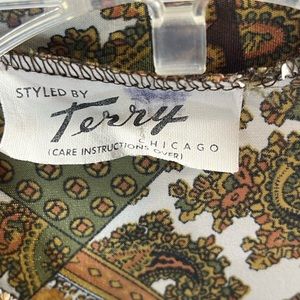 STYLED BY
Terry
CHICAGO
(CARE INSTRUCTIONS OVER)